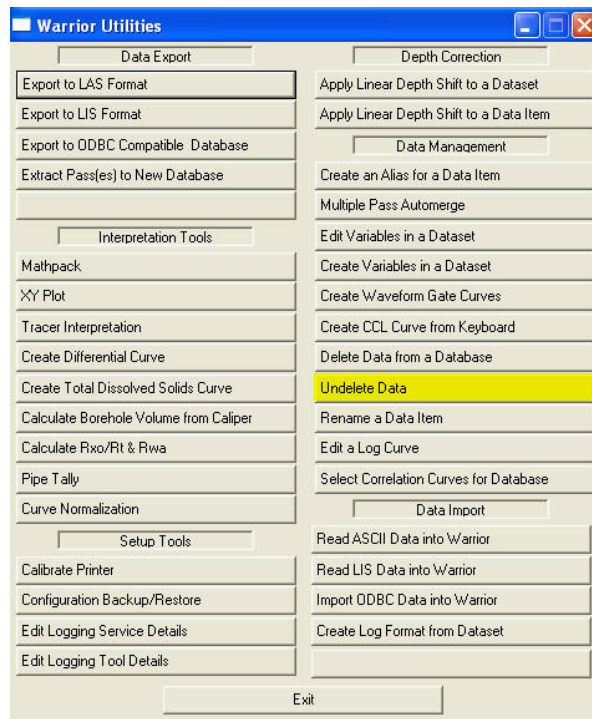 Warrior Utilities
Data Export
Export to LAS Format
Export to LIS Format
Export to ODBC Compatible Database
Extract Pass(es) to New Database
Interpretation Tools
Mathpack
XY Plot
Tracer Interpretation
Create Differential Curve
Create Total Dissolved Solids Curve
Calculate Borehole Volume from Caliper
Calculate Rxo/Rt & Rwa
Pipe Tally
Curve Normalization
Setup Tools
Calibrate Printer
Configuration Backup/Restore
Edit Logging Service Details
Edit Logging Tool Details
Depth Correction
Apply Linear Depth Shift to a Dataset
Apply Linear Depth Shift to a Data Item
Data Management
Create an Alias for a Data Item
Multiple Pass Automerge
Edit Variables in a Dataset
Create Variables in a Dataset
Create Waveform Gate Curves
Create CCL Curve from Keyboard
Delete Data from a Database
Undelete Data
Rename a Data Item
Edit a Log Curve
Select Correlation Curves for Database
Data Import
Read ASCII Data into Warrior
Read LIS Data into Warrior
Import ODBC Data into Warrior
Create Log Format from Dataset
Exit